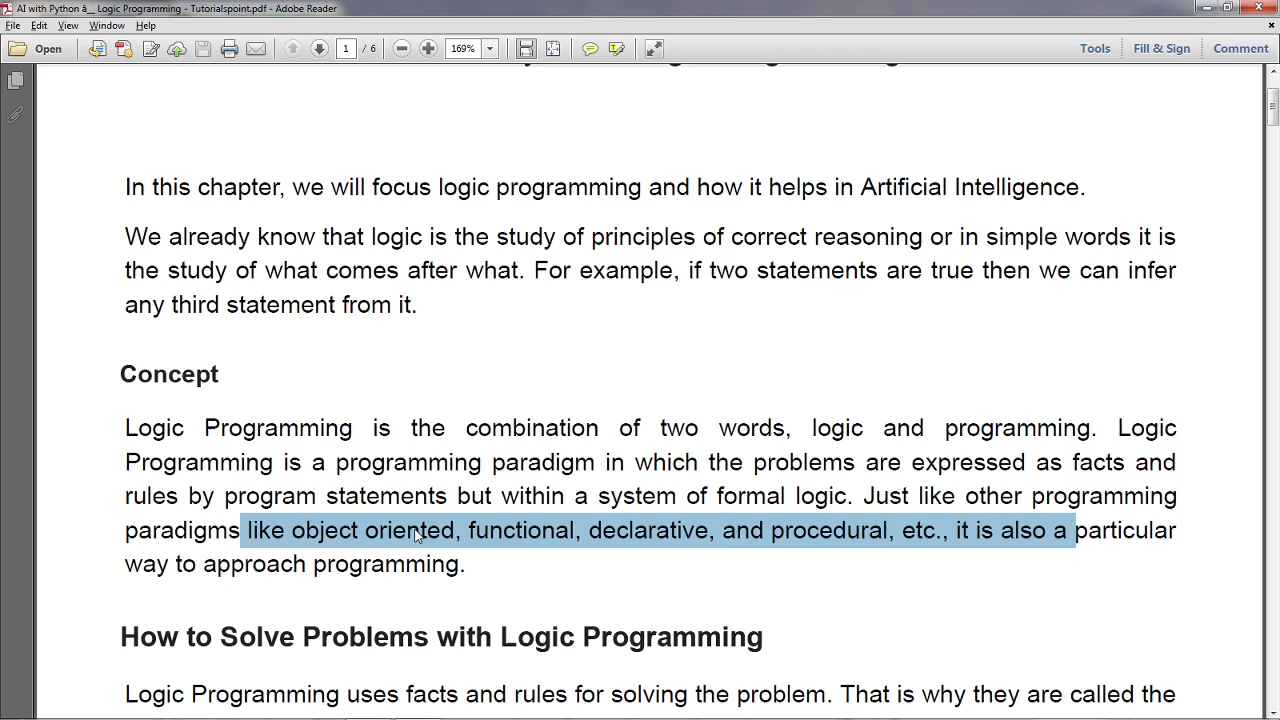 AI with Python â_ Logic Programming - Tutorialspoint.pdf - Adobe Reader
File Edit View Window Help
Open 1 / 6 169% Tools Fill & Sign Comment
In this chapter, we will focus logic programming and how it helps in Artificial Intelligence.
We already know that logic is the study of principles of correct reasoning or in simple words it is
the study of what comes after what. For example, if two statements are true then we can infer
any third statement from it.
Concept
Logic Programming is the combination of two words, logic and programming. Logic
Programming is a programming paradigm in which the problems are expressed as facts and
rules by program statements but within a system of formal logic. Just like other programming
paradigms like object oriented, functional, declarative, and procedural, etc., it is also a particular
way to approach programming.
How to Solve Problems with Logic Programming
Logic Programming uses facts and rules for solving the problem. That is why they are called the